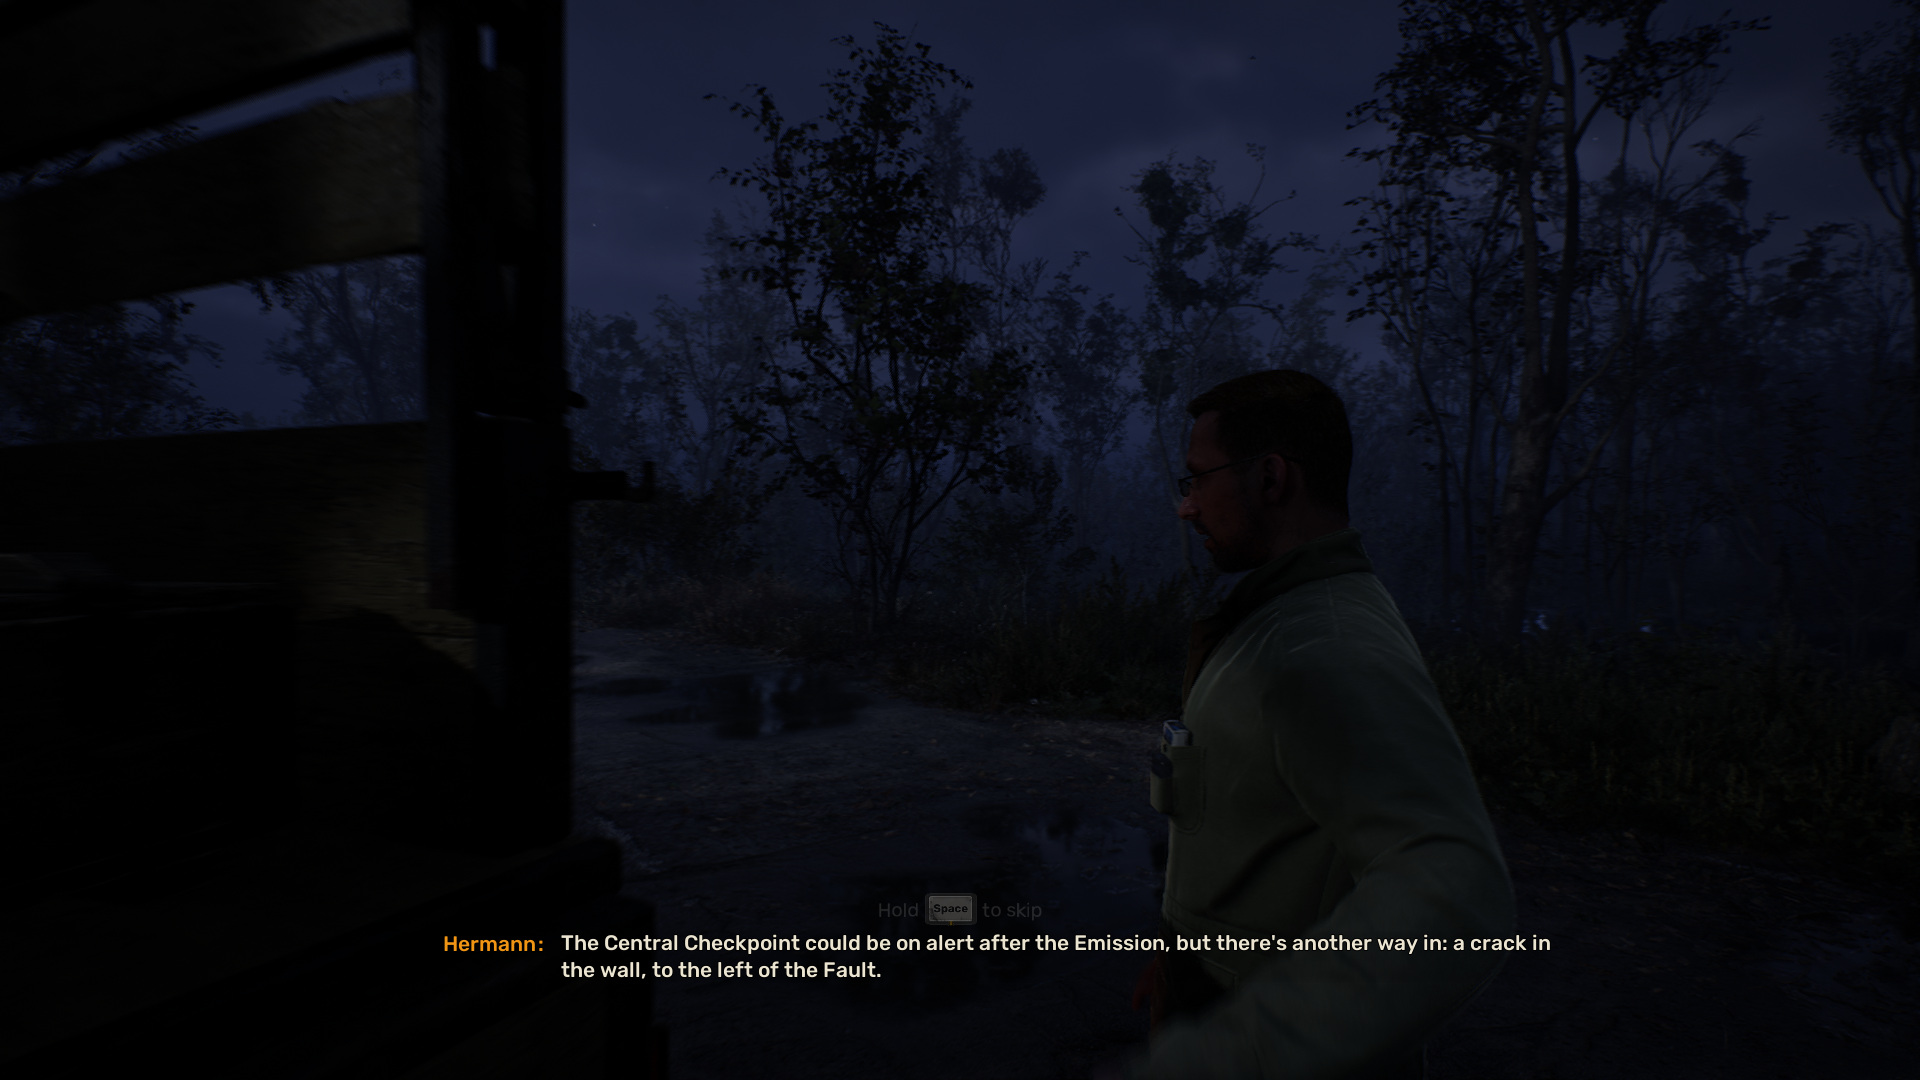 Hold Space to skip
Hermann: The Central Checkpoint could be on alert after the Emission, but there's another way in: a crack in
the wall, to the left of the Fault.